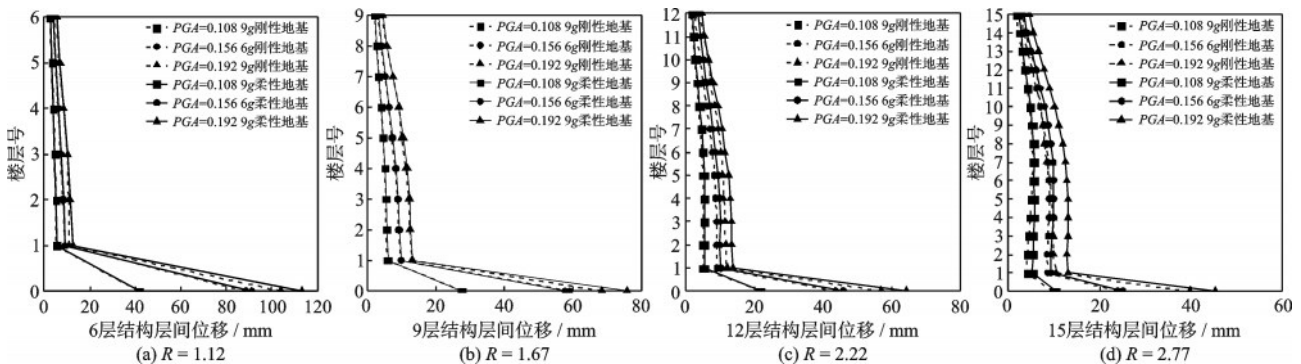 6
5
4
3
2
1
0
楼层号
PGA=0.108 9g刚性地基
PGA=0.156 6g刚性地基
PGA=0.192 9g刚性地基
PGA=0.108 9g柔性地基
PGA=0.156 6g柔性地基
PGA=0.192 9g柔性地基
0 20 40 60 80 100 120
6层结构层间位移 / mm
(a) R = 1.12
9
8
7
6
5
4
3
2
1
0
楼层号
PGA=0.108 9g刚性地基
PGA=0.156 6g刚性地基
PGA=0.192 9g刚性地基
PGA=0.108 9g柔性地基
PGA=0.156 6g柔性地基
PGA=0.192 9g柔性地基
0 20 40 60 80
9层结构层间位移 / mm
(b) R = 1.67
12
11
10
9
8
7
6
5
4
3
2
1
0
楼层号
PGA=0.108 9g刚性地基
PGA=0.156 6g刚性地基
PGA=0.192 9g刚性地基
PGA=0.108 9g柔性地基
PGA=0.156 6g柔性地基
PGA=0.192 9g柔性地基
0 20 40 60 80
12层结构层间位移 / mm
(c) R = 2.22
15
14
13
12
11
10
9
8
7
6
5
4
3
2
1
0
楼层号
PGA=0.108 9g刚性地基
PGA=0.156 6g刚性地基
PGA=0.192 9g刚性地基
PGA=0.108 9g柔性地基
PGA=0.156 6g柔性地基
PGA=0.192 9g柔性地基
0 20 40 60
15层结构层间位移 / mm
(d) R = 2.77